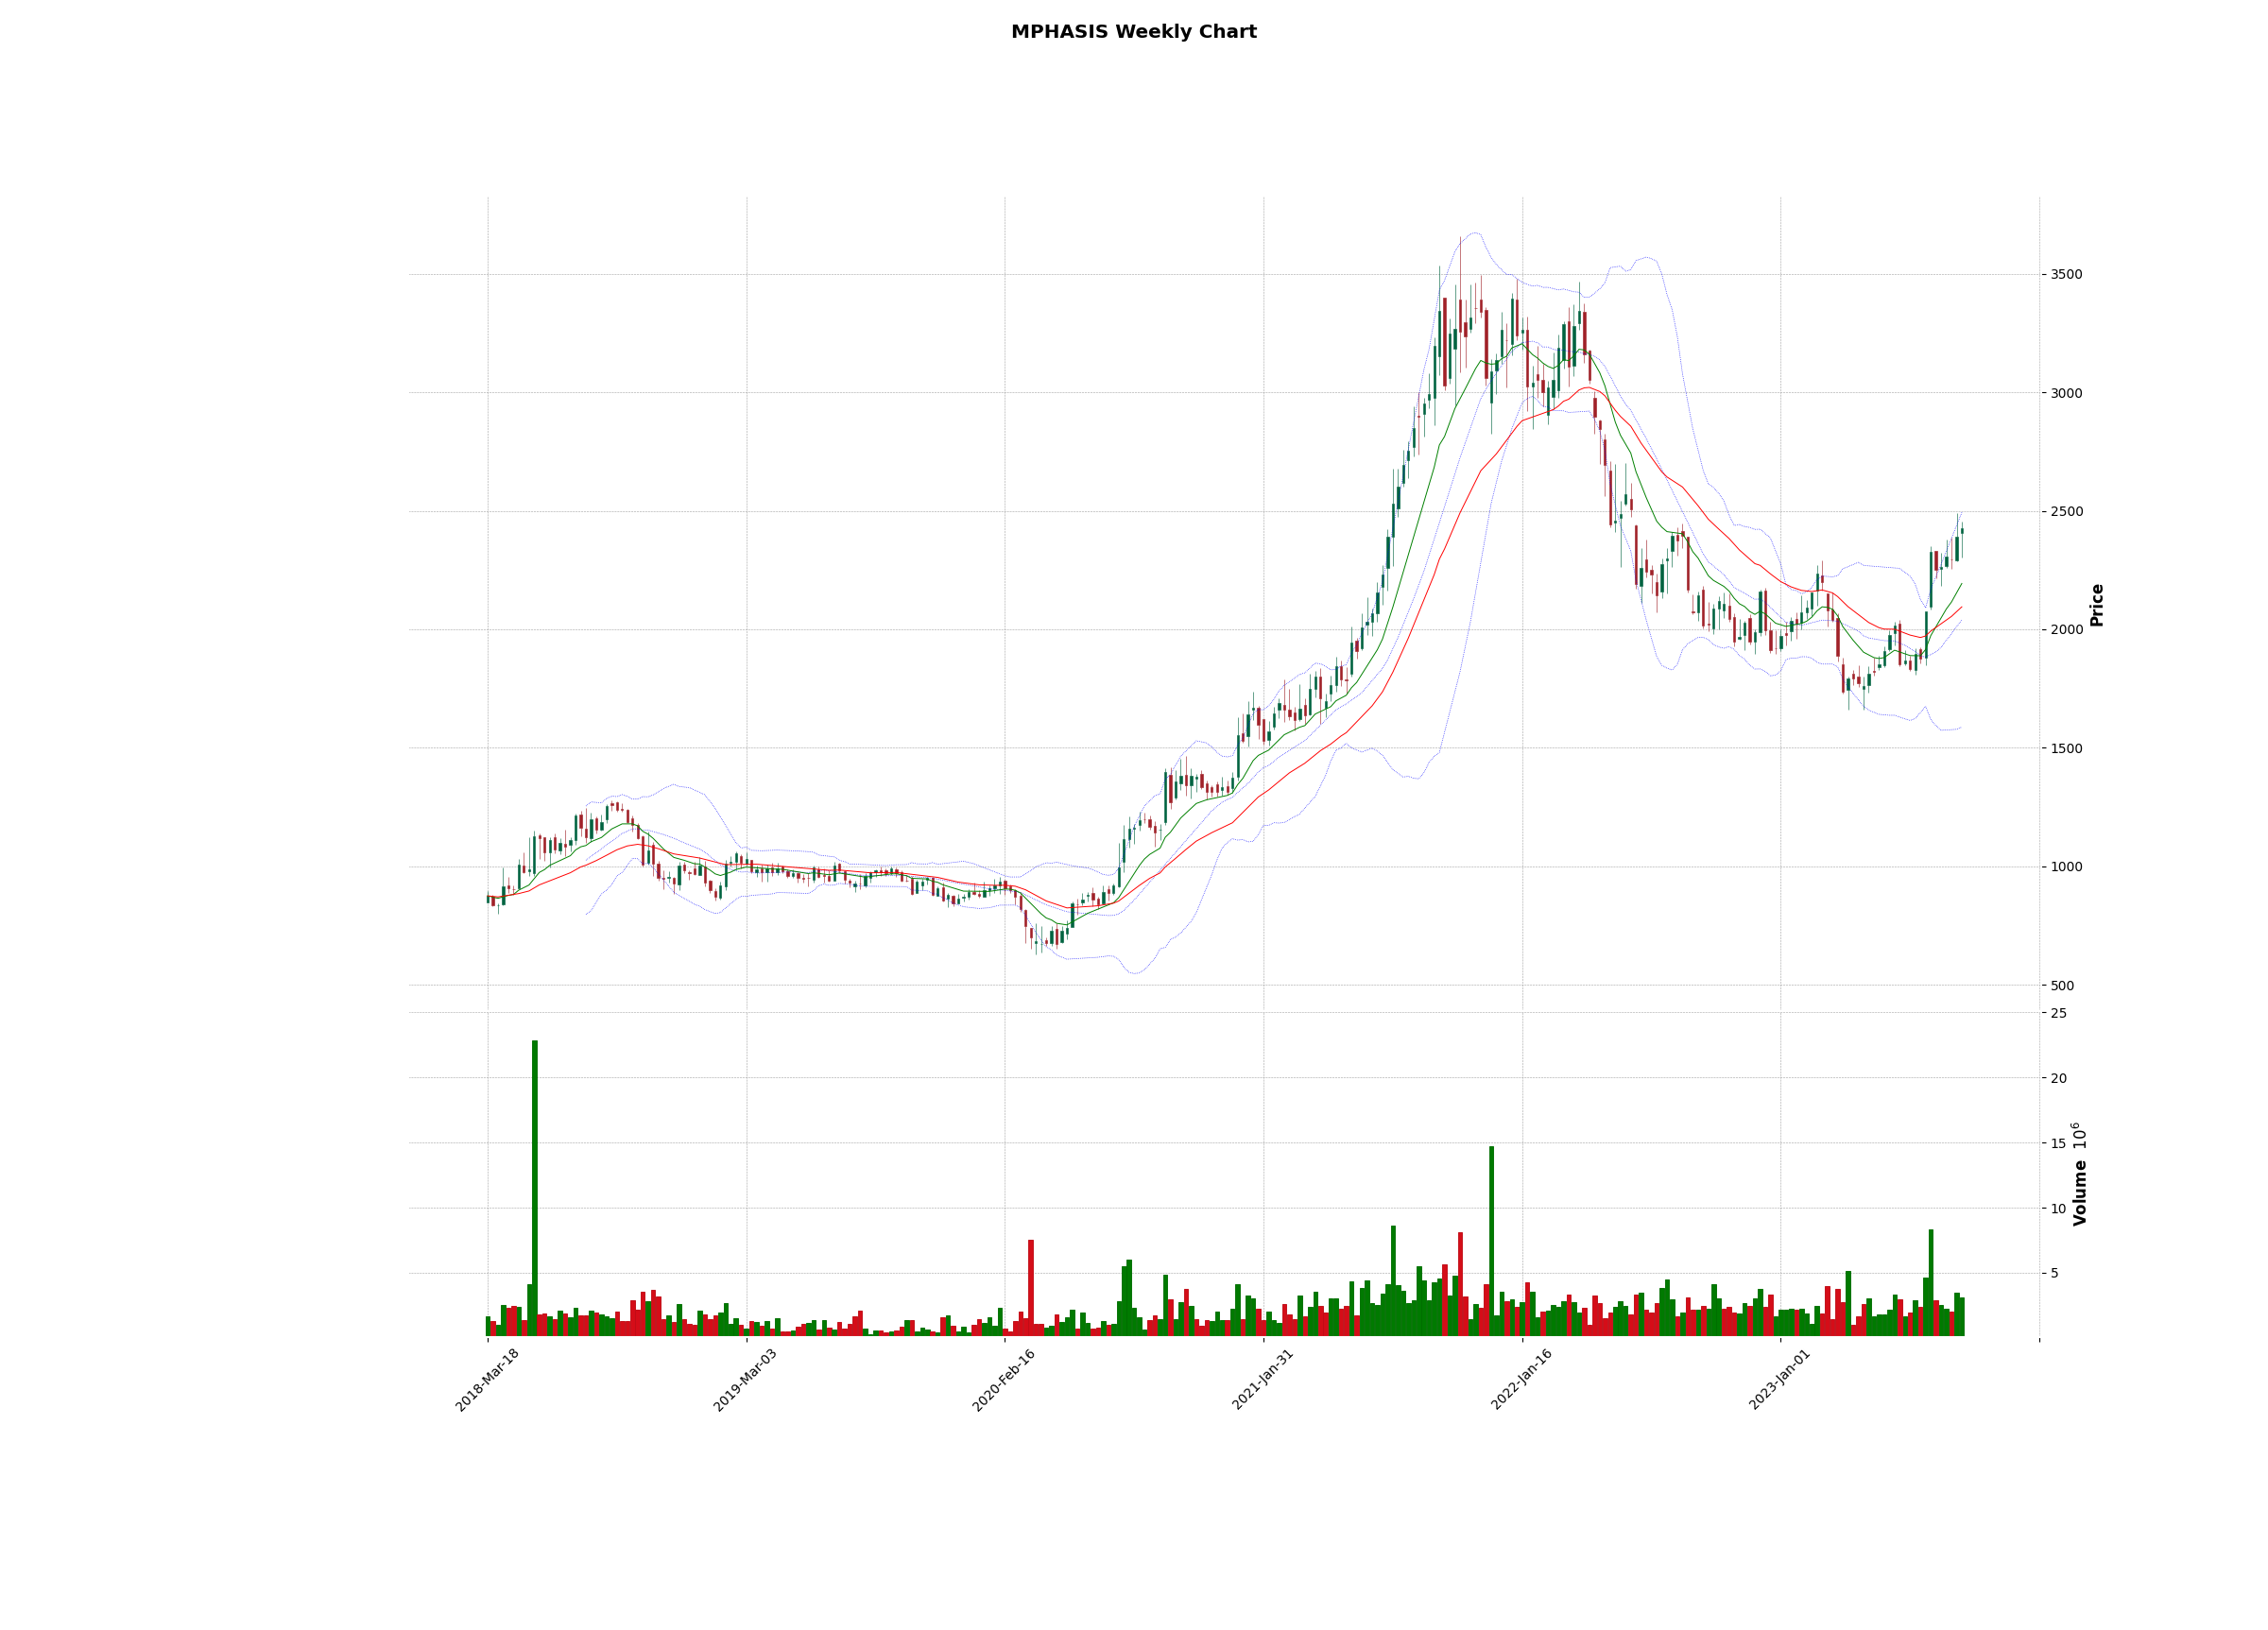 MPHASIS Weekly Chart
3500
3000
2500
2000
1500
1000
500
Price
25
20
15
10
5
Volume 10^6
2018-Mar-18
2019-Mar-03
2020-Feb-16
2021-Jan-31
2022-Jan-16
2023-Jan-01